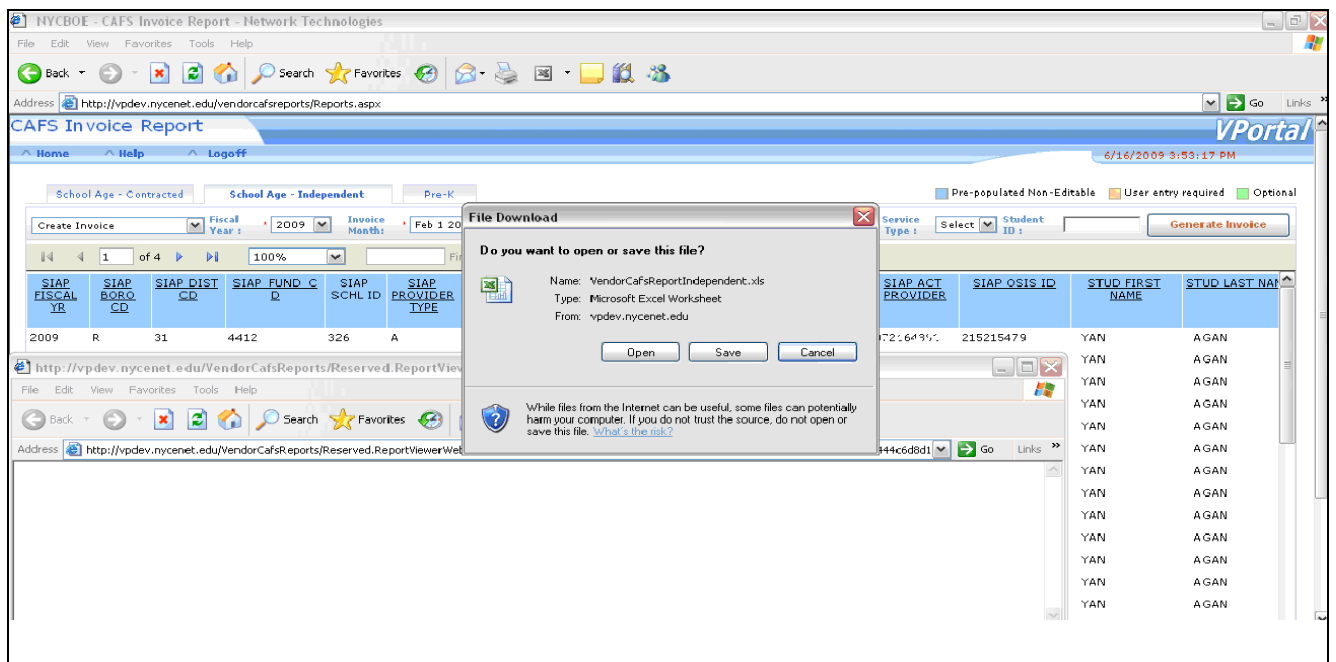 NYCBOE - CAFS Invoice Report - Network Technologies
File Edit View Favorites Tools Help
Back Search Favorites
Address http://vpdev.nycenet.edu/vendorcafsreports/Reports.aspx Go Links »
CAFS Invoice Report VPortal
^ Home ^ Help ^ Logoff 6/16/2009 3:53:17 PM
School Age - Contracted School Age - Independent Pre-K Pre-populated Non-Editable User entry required Optional
Create Invoice Fiscal Year : * 2009 Invoice Month: * Feb 1 20 Service Type : Select Student ID : Generate Invoice
1 of 4 100% Fi
SIAP FISCAL YR SIAP BORO CD SIAP DIST CD SIAP FUND C D SIAP SCHL ID SIAP PROVIDER TYPE SIAP ACT PROVIDER SIAP OSIS ID STUD FIRST NAME STUD LAST NAM
2009 R 31 4412 326 A 215215479 YAN AGAN
File Download
Do you want to open or save this file?
Name: VendorCafsReportIndependent.xls
Type: Microsoft Excel Worksheet
From: vpdev.nycenet.edu
Open Save Cancel
While files from the Internet can be useful, some files can potentially
harm your computer. If you do not trust the source, do not open or
save this file. What's the risk?
http://vpdev.nycenet.edu/VendorCafsReports/Reserved.ReportView
File Edit View Favorites Tools Help
Back Search Favorites
Address http://vpdev.nycenet.edu/VendorCafsReports/Reserved.ReportViewerWeb 444c6d8d1 Go Links »
YAN AGAN
YAN AGAN
YAN AGAN
YAN AGAN
YAN AGAN
YAN AGAN
YAN AGAN
YAN AGAN
YAN AGAN
YAN AGAN
YAN AGAN
YAN AGAN